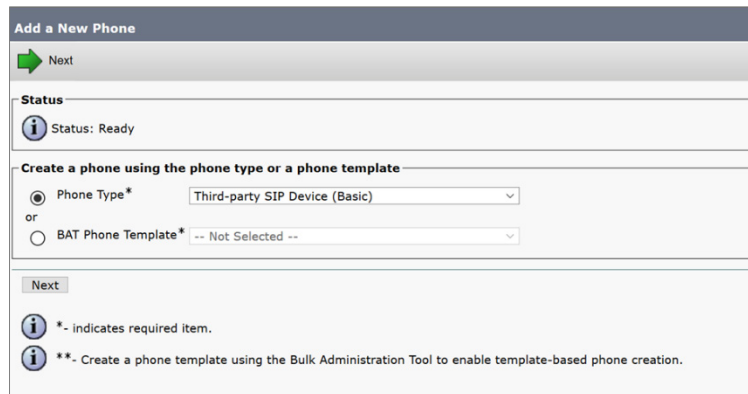 Add a New Phone
Next
Status
Status: Ready
Create a phone using the phone type or a phone template
Phone Type* Third-party SIP Device (Basic)
or
BAT Phone Template* -- Not Selected --
Next
*- indicates required item.
**- Create a phone template using the Bulk Administration Tool to enable template-based phone creation.